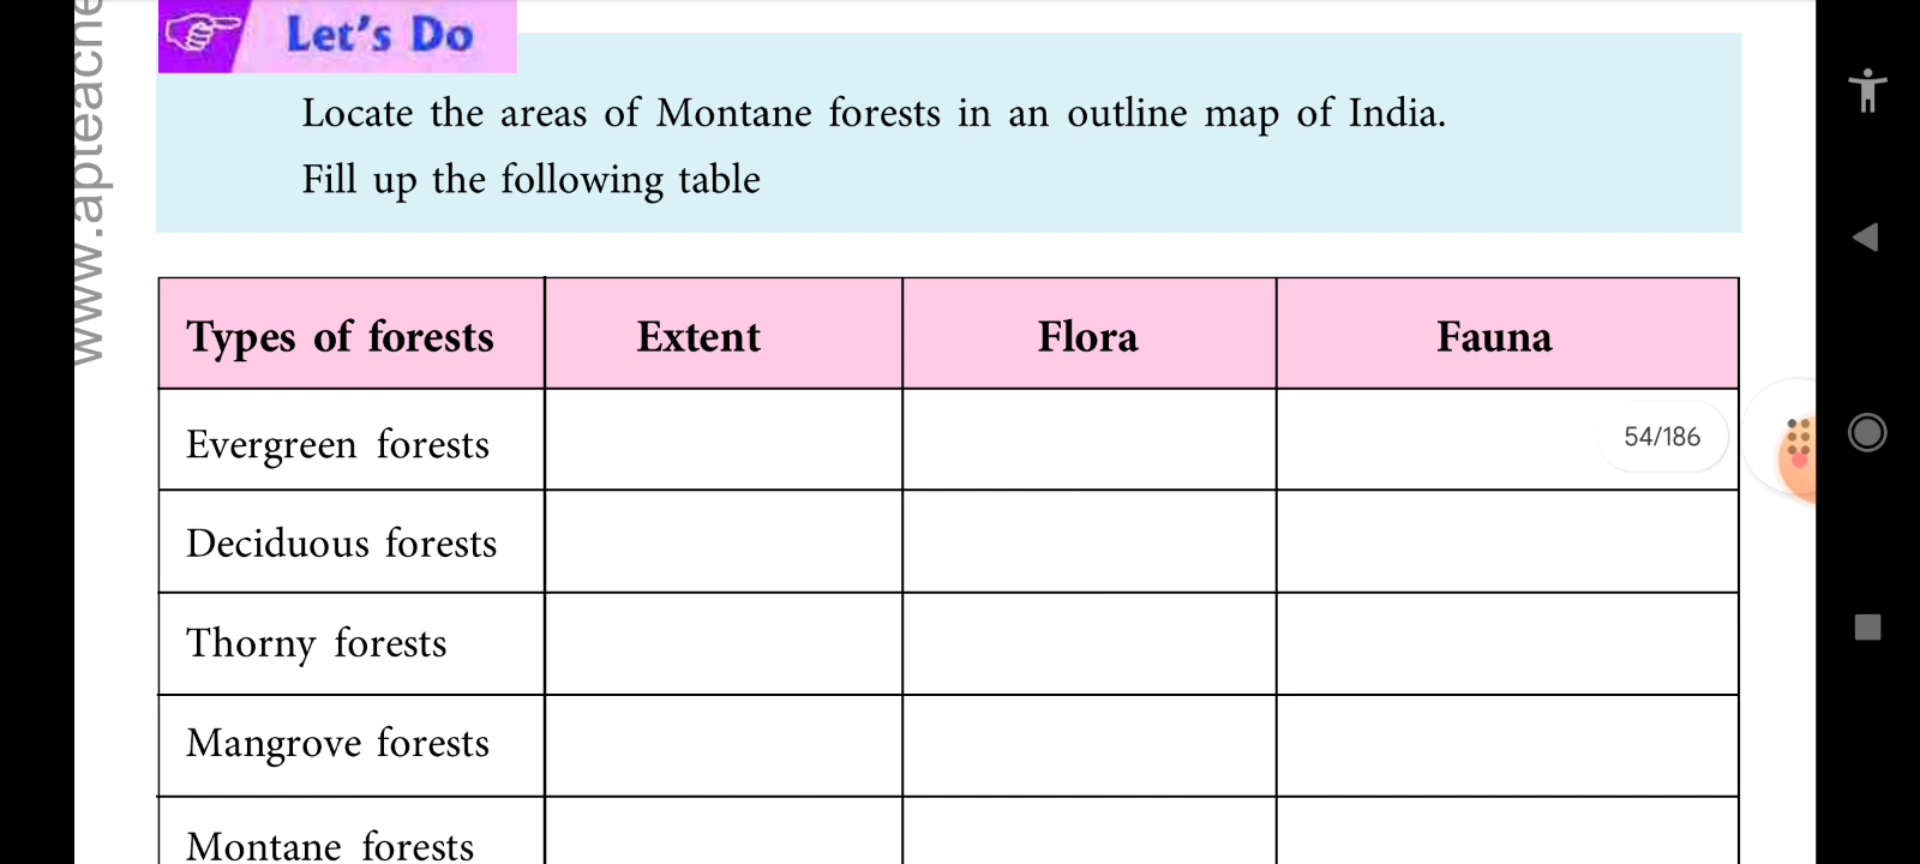 www.apteache
Let's Do
Locate the areas of Montane forests in an outline map of India.
Fill up the following table
Types of forests Extent Flora Fauna
Evergreen forests
54/186
Deciduous forests
Thorny forests
Mangrove forests
Montane forests